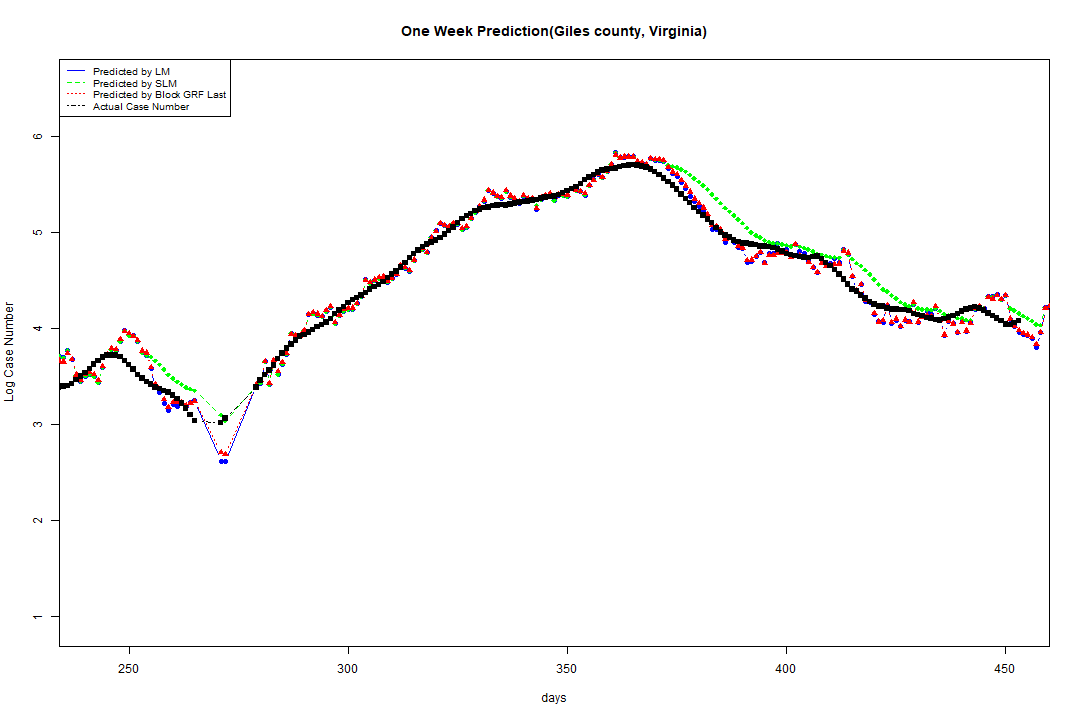 One Week Prediction(Giles county, Virginia)
Predicted by LM
Predicted by SLM
Predicted by Block GRF Last
Actual Case Number
Log Case Number
6
5
4
3
2
1
250 300 350 400 450
days